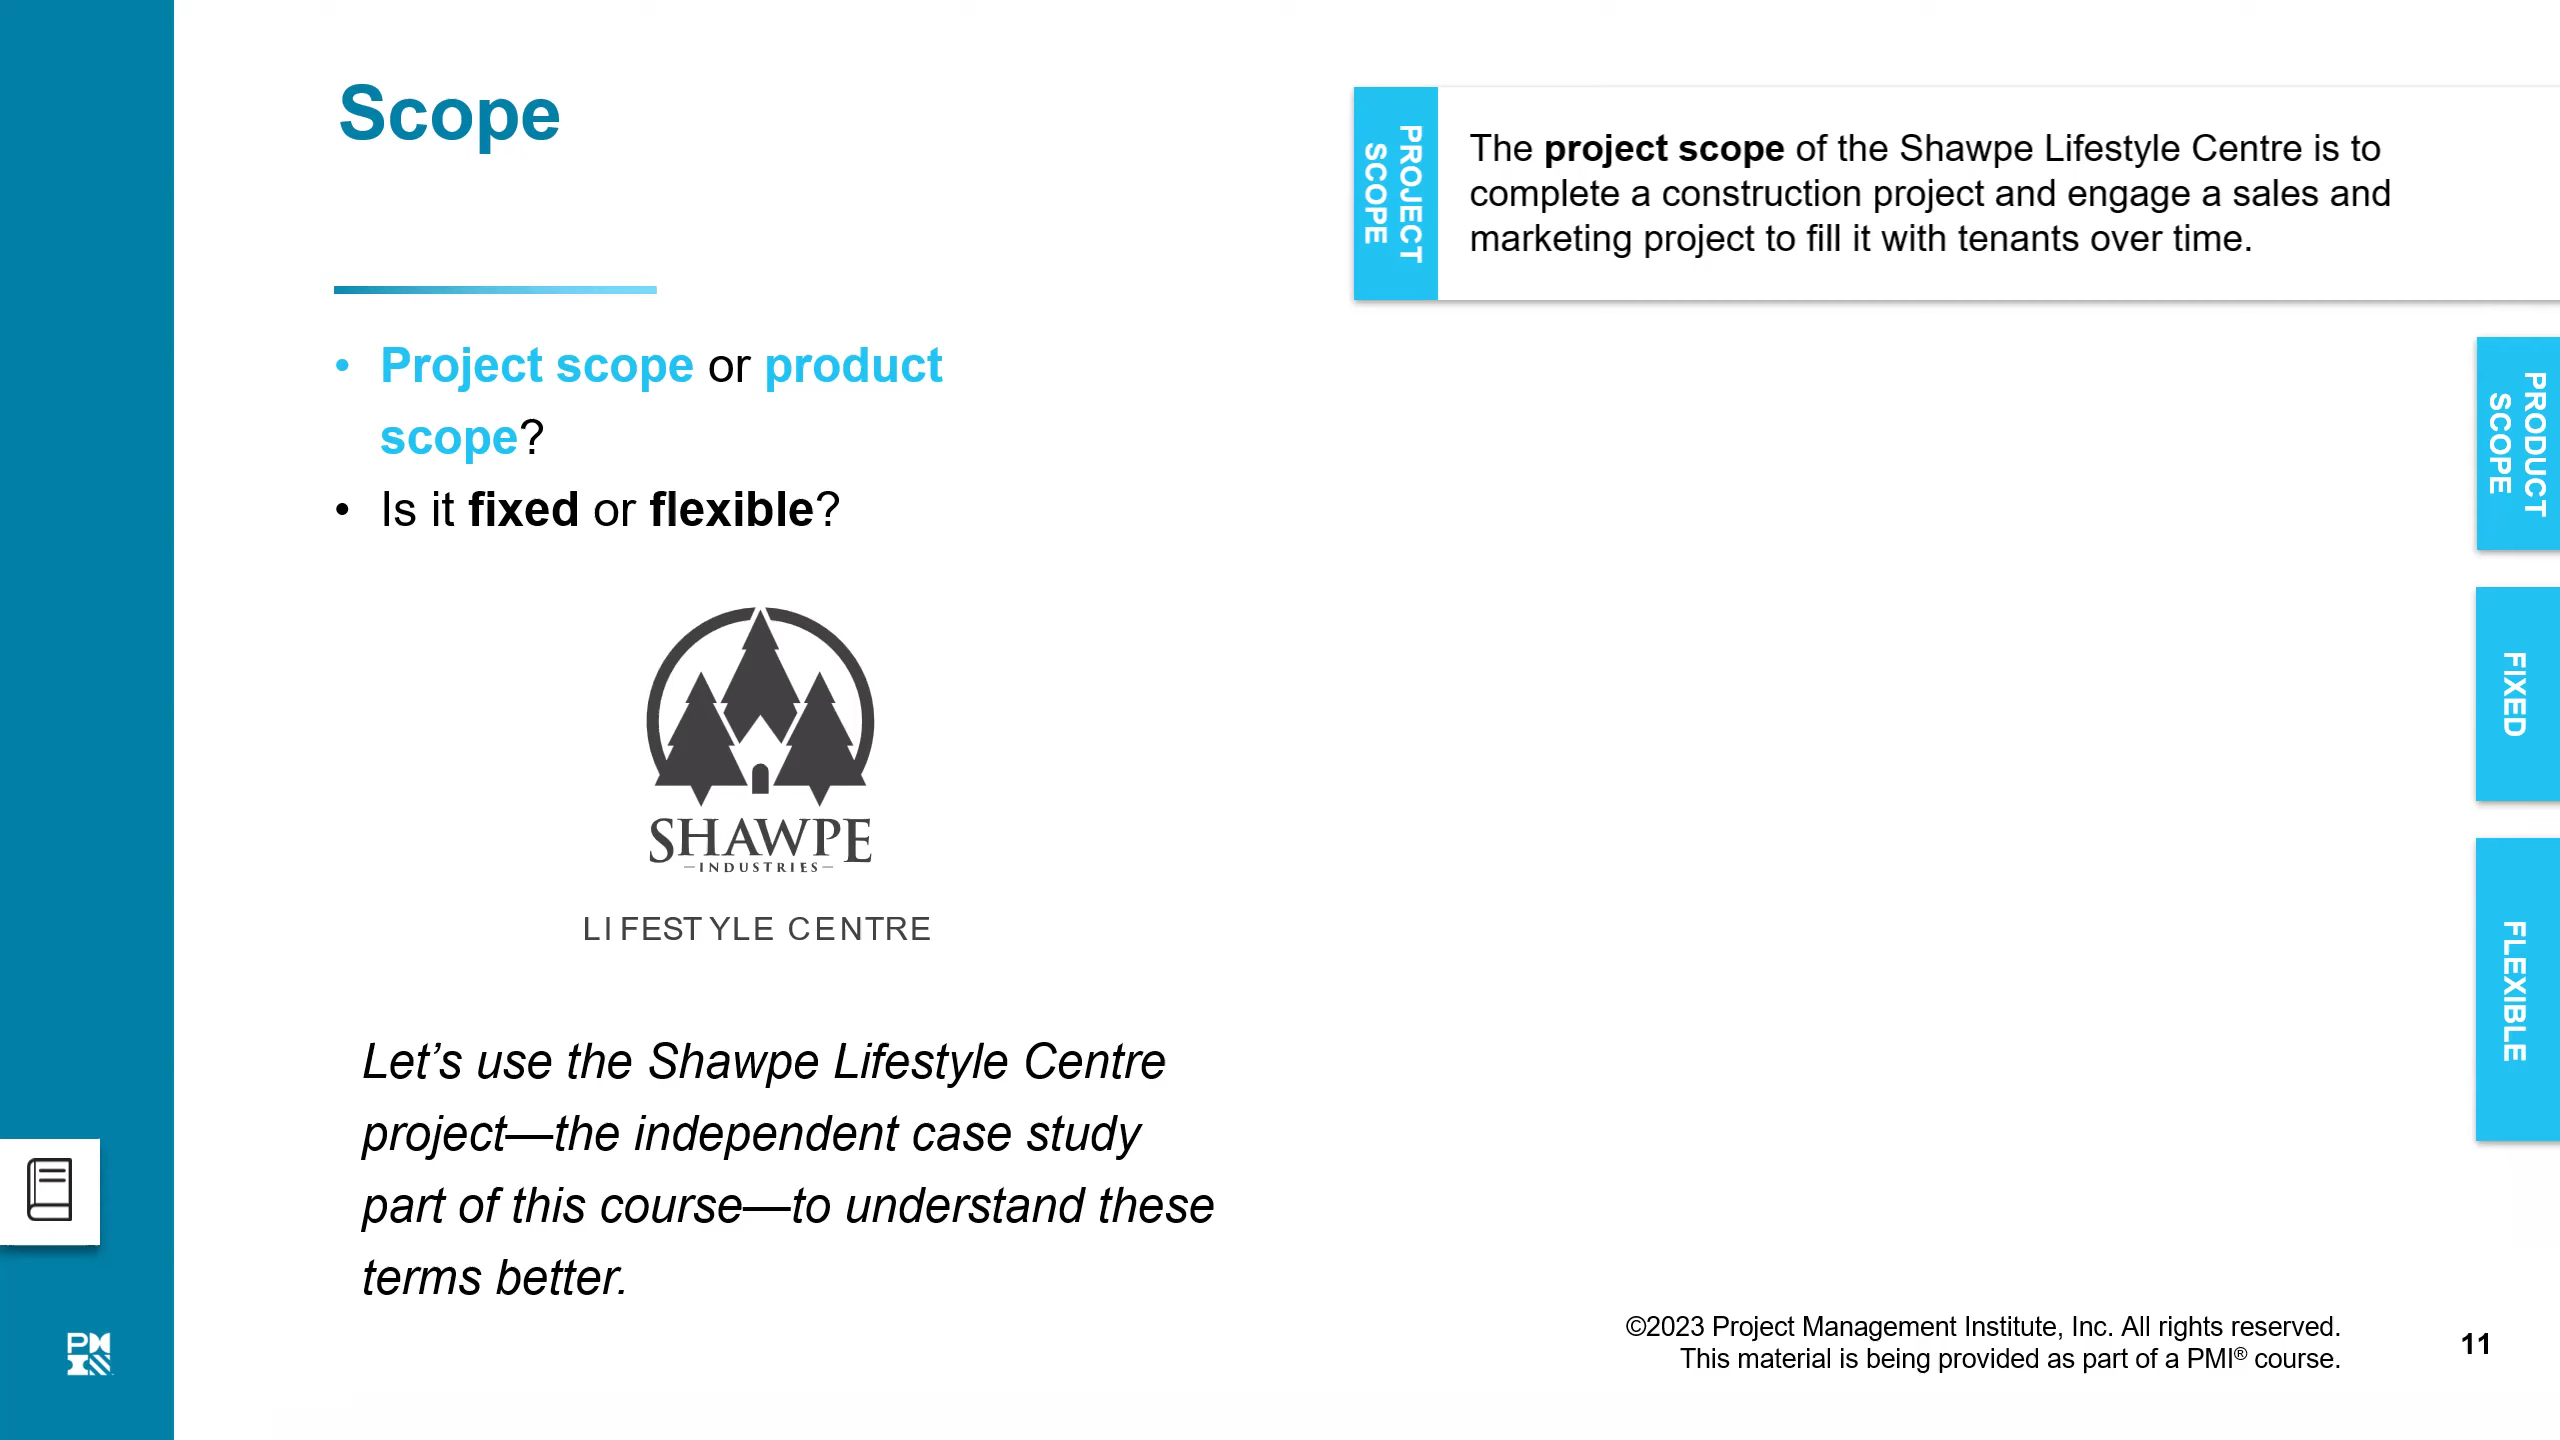 Scope
• Project scope or product
scope?
• Is it fixed or flexible?
SHAWPE
INDUSTRIES
LIFESTYLE CENTRE
Let’s use the Shawpe Lifestyle Centre
project—the independent case study
part of this course—to understand these
terms better.
PROJECT
SCOPE
The project scope of the Shawpe Lifestyle Centre is to
complete a construction project and engage a sales and
marketing project to fill it with tenants over time.
PRODUCT
SCOPE
FIXED
FLEXIBLE
PM
©2023 Project Management Institute, Inc. All rights reserved.
This material is being provided as part of a PMI® course.
11